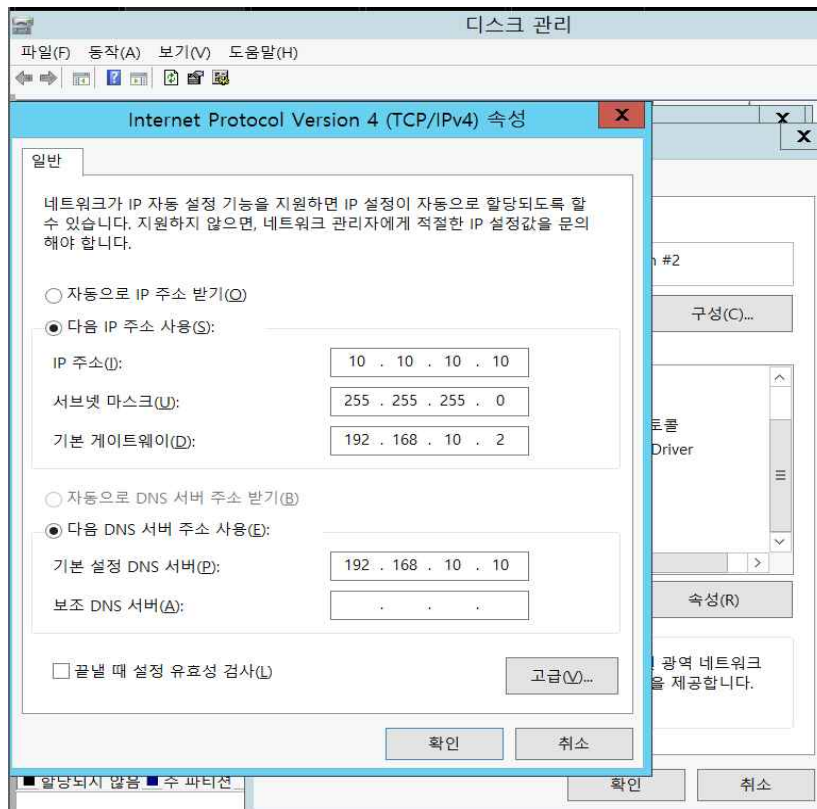 디스크 관리
파일(F) 동작(A) 보기(V) 도움말(H)
Internet Protocol Version 4 (TCP/IPv4) 속성
일반
네트워크가 IP 자동 설정 기능을 지원하면 IP 설정이 자동으로 할당되도록 할
수 있습니다. 지원하지 않으면, 네트워크 관리자에게 적절한 IP 설정값을 문의
해야 합니다.
자동으로 IP 주소 받기(O)
다음 IP 주소 사용(S):
IP 주소(I): 10 . 10 . 10 . 10
서브넷 마스크(U): 255 . 255 . 255 . 0
기본 게이트웨이(D): 192 . 168 . 10 . 2
자동으로 DNS 서버 주소 받기(B)
다음 DNS 서버 주소 사용(E):
기본 설정 DNS 서버(P): 192 . 168 . 10 . 10
보조 DNS 서버(A): . . .
끝낼 때 설정 유효성 검사(L)
고급(V)...
확인 취소
#2
구성(C)...
토콜
Driver
속성(R)
광역 네트워크
을 제공합니다.
확인 취소
할당되지 않음 주 파티션